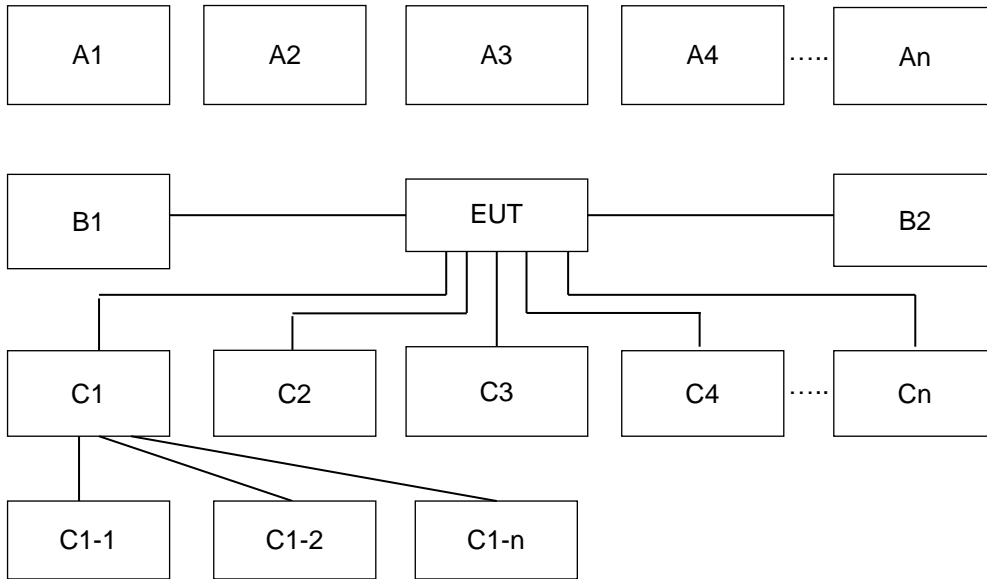 A1 A2 A3 A4 ..... An
B1 EUT B2
C1 C2 C3 C4 ..... Cn
C1-1 C1-2 C1-n